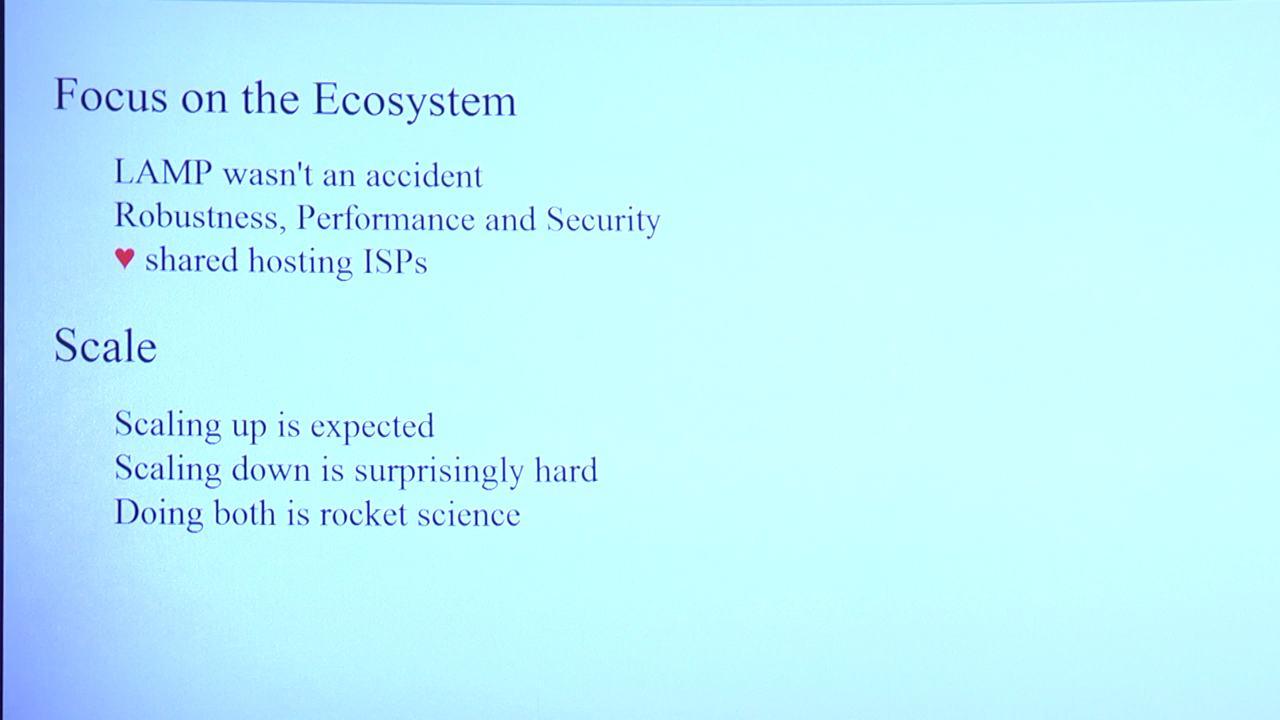 Focus on the Ecosystem
LAMP wasn't an accident
Robustness, Performance and Security
♥ shared hosting ISPs
Scale
Scaling up is expected
Scaling down is surprisingly hard
Doing both is rocket science